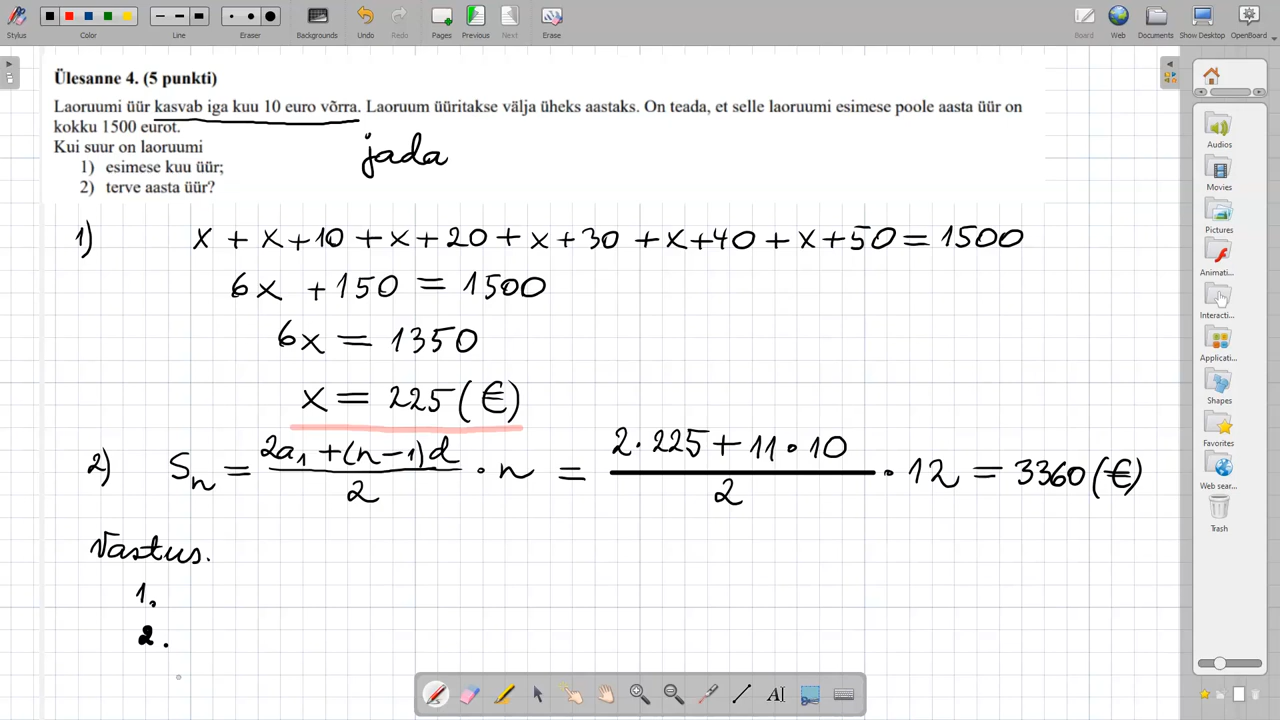 Stylus
Color
Line
Eraser
Backgrounds
Undo
Redo
Pages
Previous
Next
Erase
Board
Web
Documents
Show Desktop
OpenBoard
Ülesanne 4. (5 punkti)
Laoruumi üür kasvab iga kuu 10 euro võrra. Laoruum üüritakse välja üheks aastaks. On teada, et selle laoruumi esimese poole aasta üür on
kokku 1500 eurot.
Kui suur on laoruumi
1) esimese kuu üür;
2) terve aasta üür?
jada
1) x + x+10 + x+20 + x+30 + x+40 + x+50 = 1500
6x + 150 = 1500
6x = 1350
x = 225 (€)
2) Sn = (2a1 + (n-1)d)/2 · n = (2·225 + 11·10)/2 · 12 = 3360 (€)
Vastus.
1.
2.
Audios
Movies
Pictures
Animati...
Interacti...
Applicati...
Shapes
Favorites
Web sear...
Trash
AI